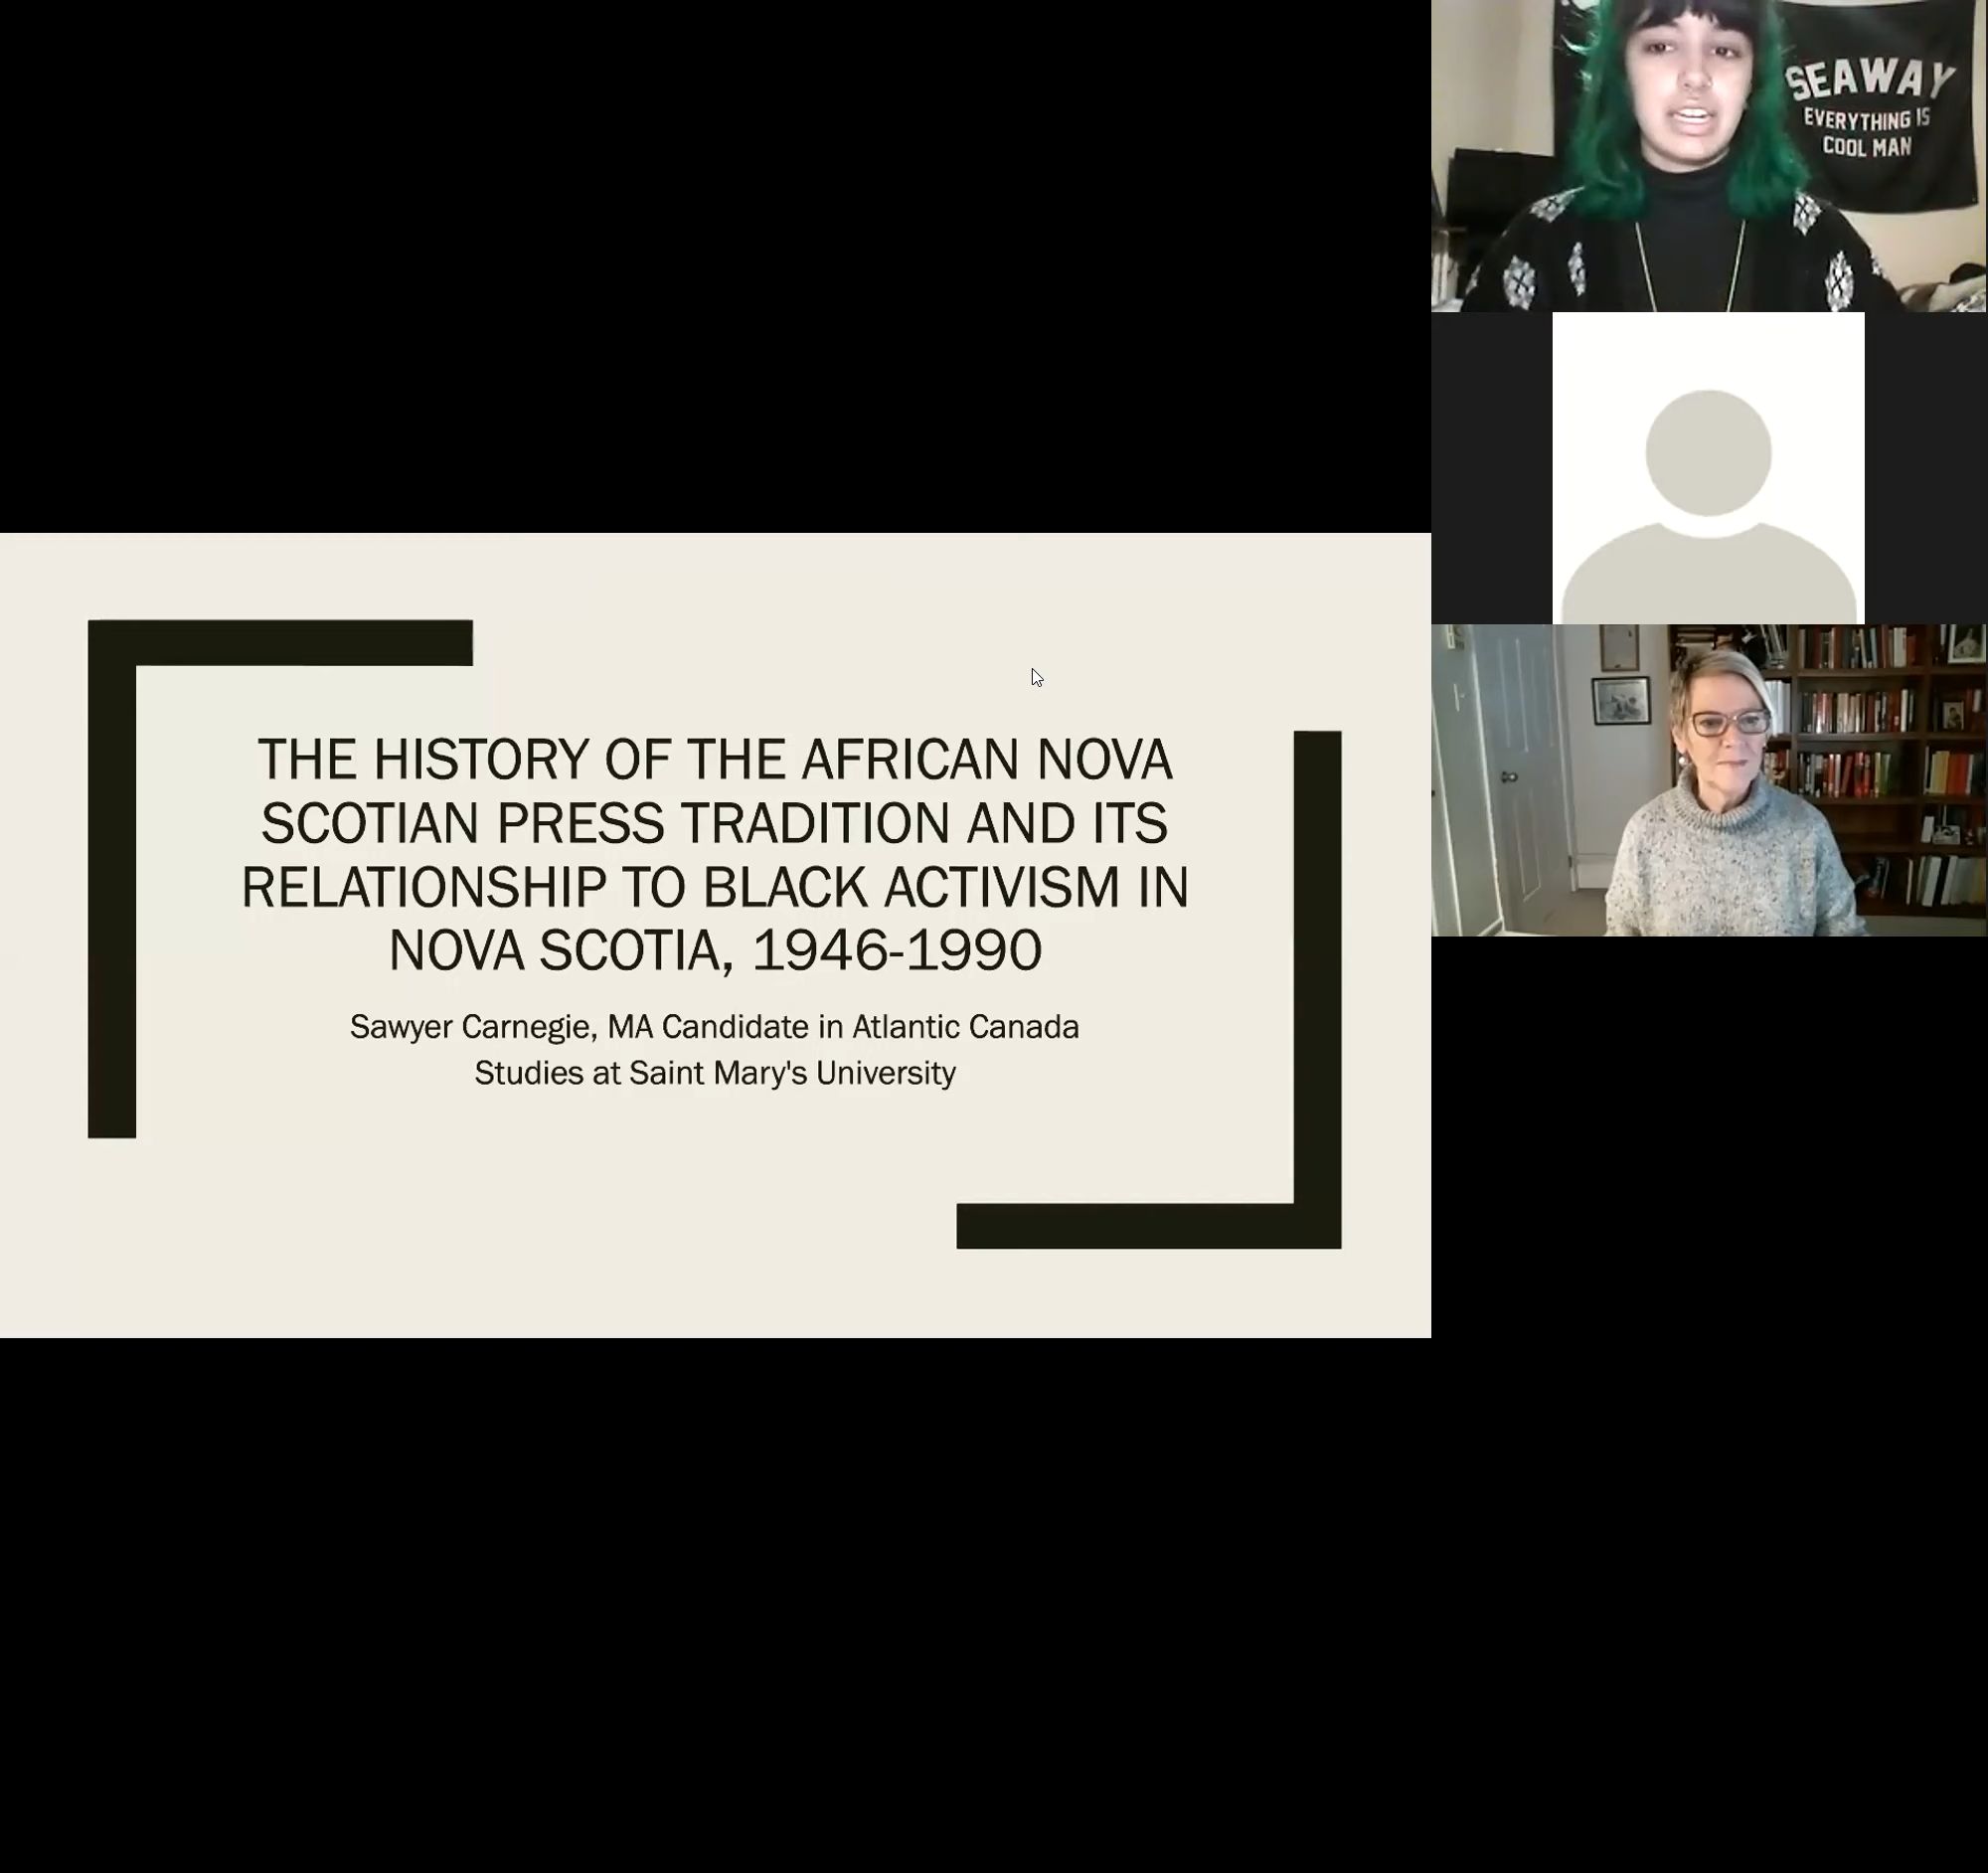 SEAWAY
EVERYTHING IS
COOL MAN
THE HISTORY OF THE AFRICAN NOVA
SCOTIAN PRESS TRADITION AND ITS
RELATIONSHIP TO BLACK ACTIVISM IN
NOVA SCOTIA, 1946-1990
Sawyer Carnegie, MA Candidate in Atlantic Canada
Studies at Saint Mary's University